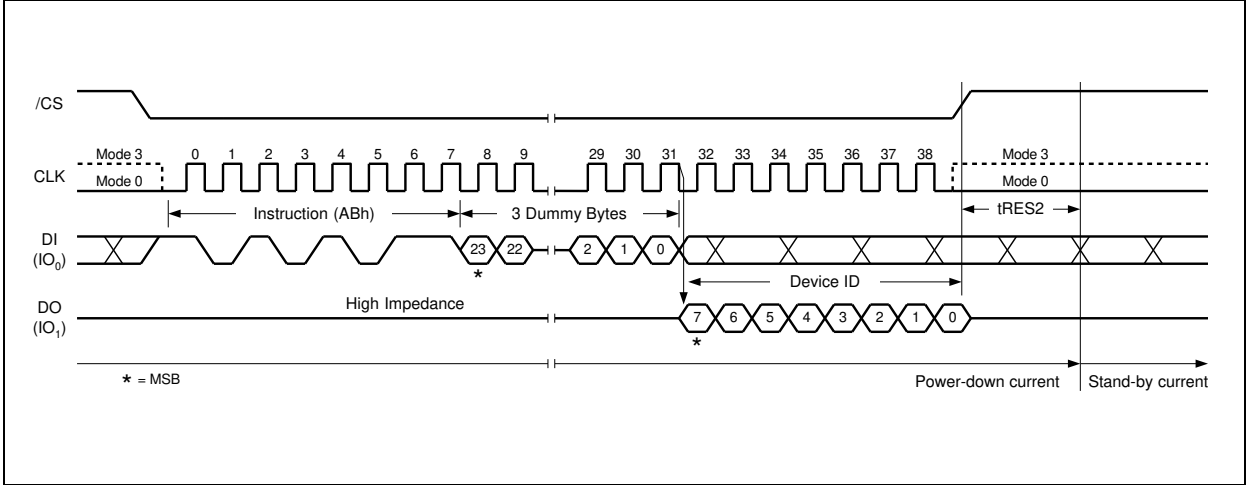 /CS
Mode 3 0 1 2 3 4 5 6 7 8 9 29 30 31 32 33 34 35 36 37 38 Mode 3
CLK
Mode 0 Mode 0
Instruction (ABh) 3 Dummy Bytes tRES2
DI
(IO0)
23 22 2 1 0
*
Device ID
High Impedance
DO
(IO1)
7 6 5 4 3 2 1 0
*
* = MSB
Power-down current Stand-by current